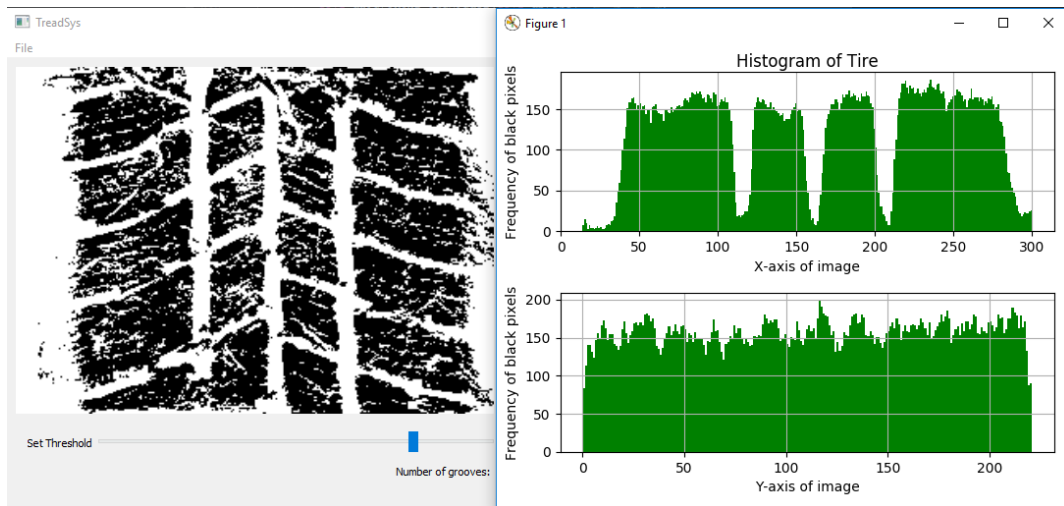 TreadSys
File
Set Threshold
Number of grooves:
Figure 1
Histogram of Tire
Frequency of black pixels
150
100
50
0
0 50 100 150 200 250 300
X-axis of image
Frequency of black pixels
200
150
100
50
0
0 50 100 150 200
Y-axis of image